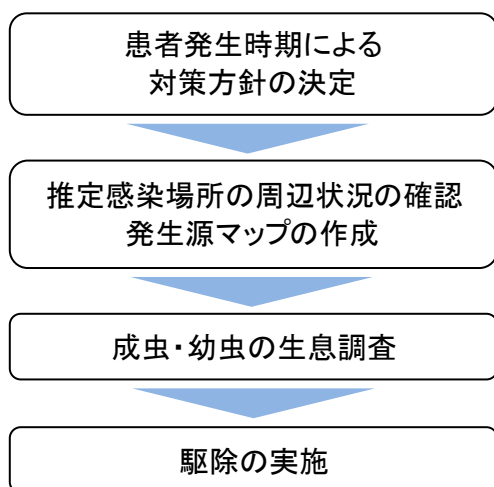 患者発生時期による
対策方針の決定
推定感染場所の周辺状況の確認
発生源マップの作成
成虫・幼虫の生息調査
駆除の実施